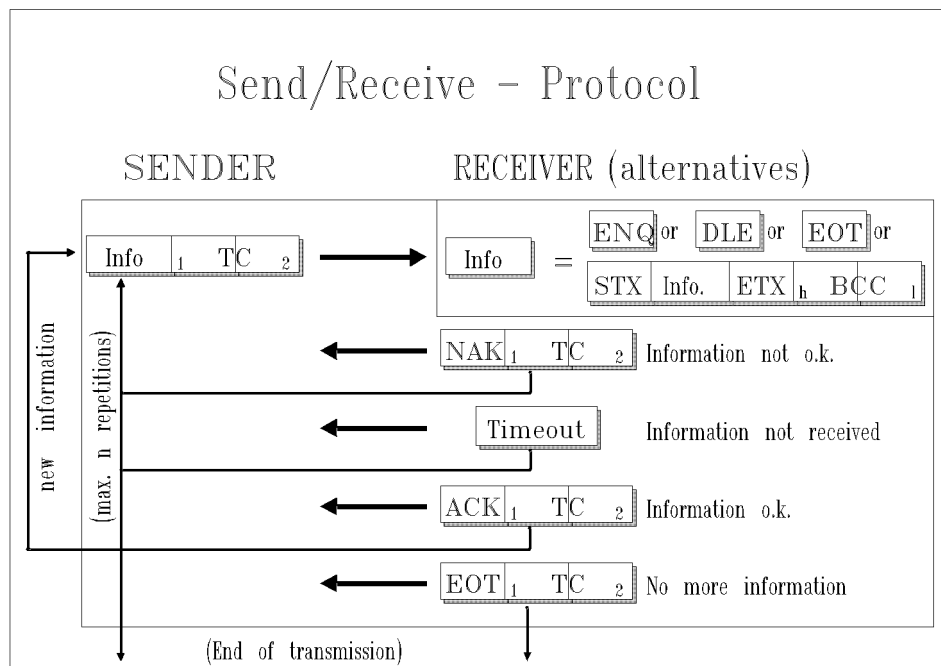 Send/Receive – Protocol
SENDER
RECEIVER (alternatives)
Info 1 TC 2
Info = ENQ or DLE or EOT or
STX Info. ETX h BCC l
NAK 1 TC 2 Information not o.k.
Timeout Information not received
ACK 1 TC 2 Information o.k.
EOT 1 TC 2 No more information
new information
(max. n repetitions)
(End of transmission)